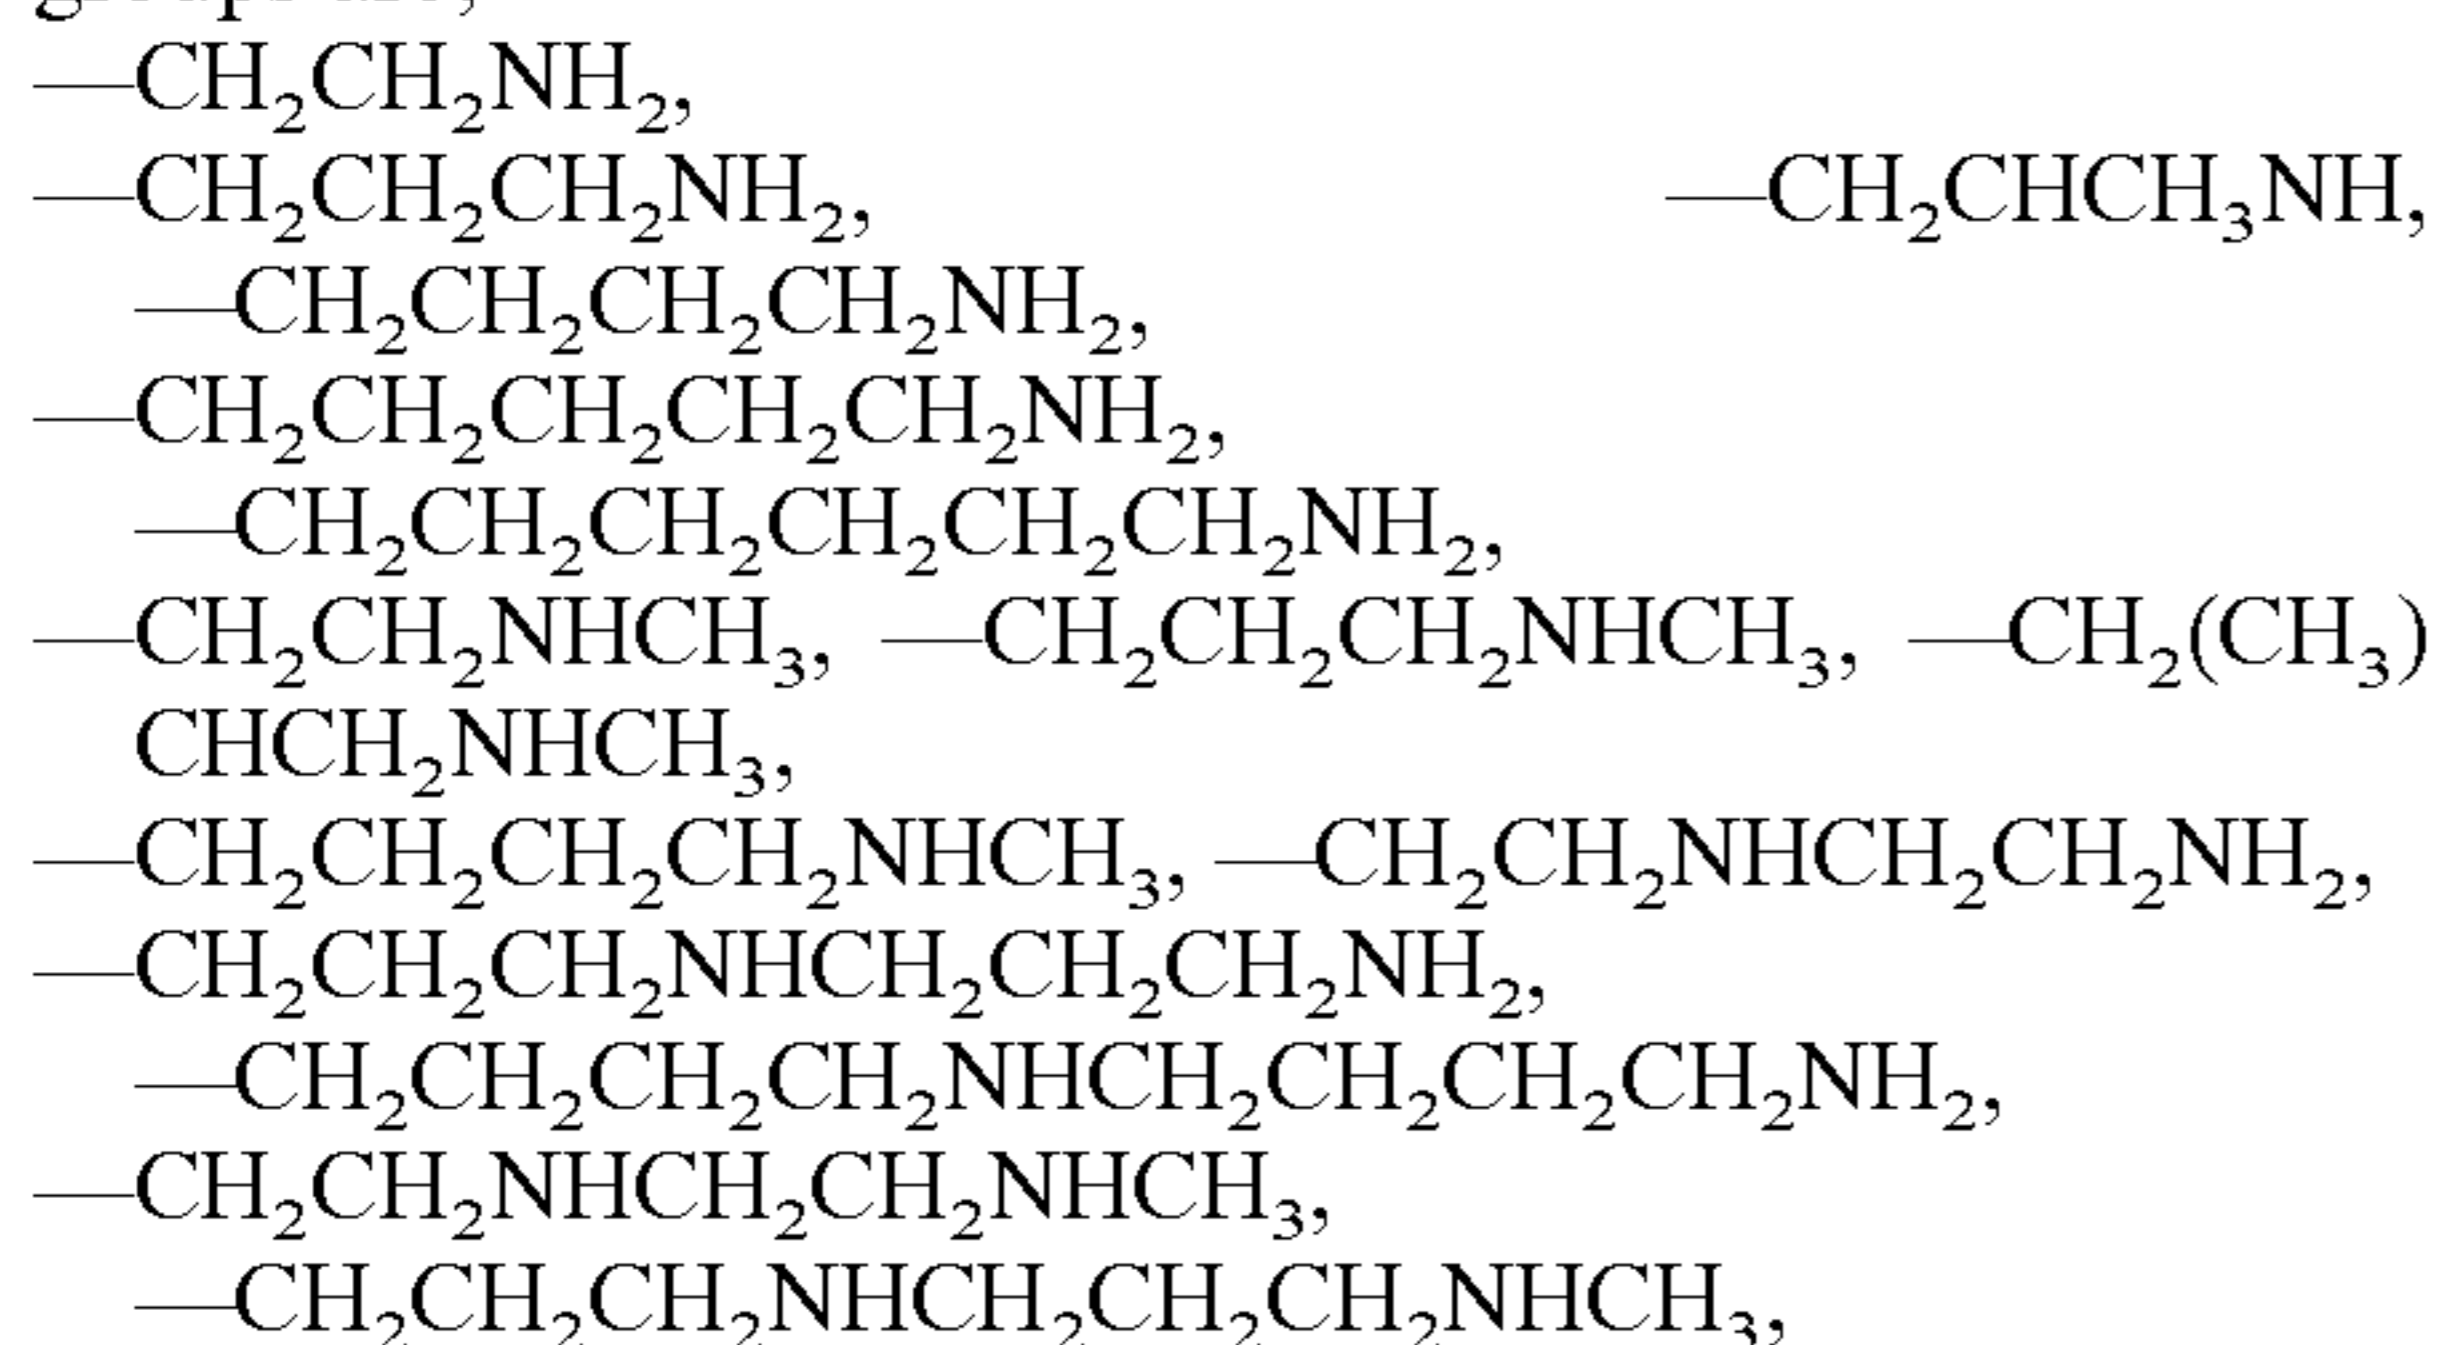 —CH₂CH₂NH₂,
—CH₂CH₂CH₂NH₂, —CH₂CHCH₃NH,
—CH₂CH₂CH₂CH₂NH₂,
—CH₂CH₂CH₂CH₂CH₂NH₂,
—CH₂CH₂CH₂CH₂CH₂CH₂NH₂,
—CH₂CH₂NHCH₃, —CH₂CH₂CH₂NHCH₃, —CH₂(CH₃)
CHCH₂NHCH₃,
—CH₂CH₂CH₂CH₂NHCH₃, —CH₂CH₂NHCH₂CH₂NH₂,
—CH₂CH₂CH₂NHCH₂CH₂CH₂NH₂,
—CH₂CH₂CH₂CH₂NHCH₂CH₂CH₂CH₂NH₂,
—CH₂CH₂NHCH₂CH₂NHCH₃,
—CH₂CH₂CH₂NHCH₂CH₂CH₂NHCH₃,